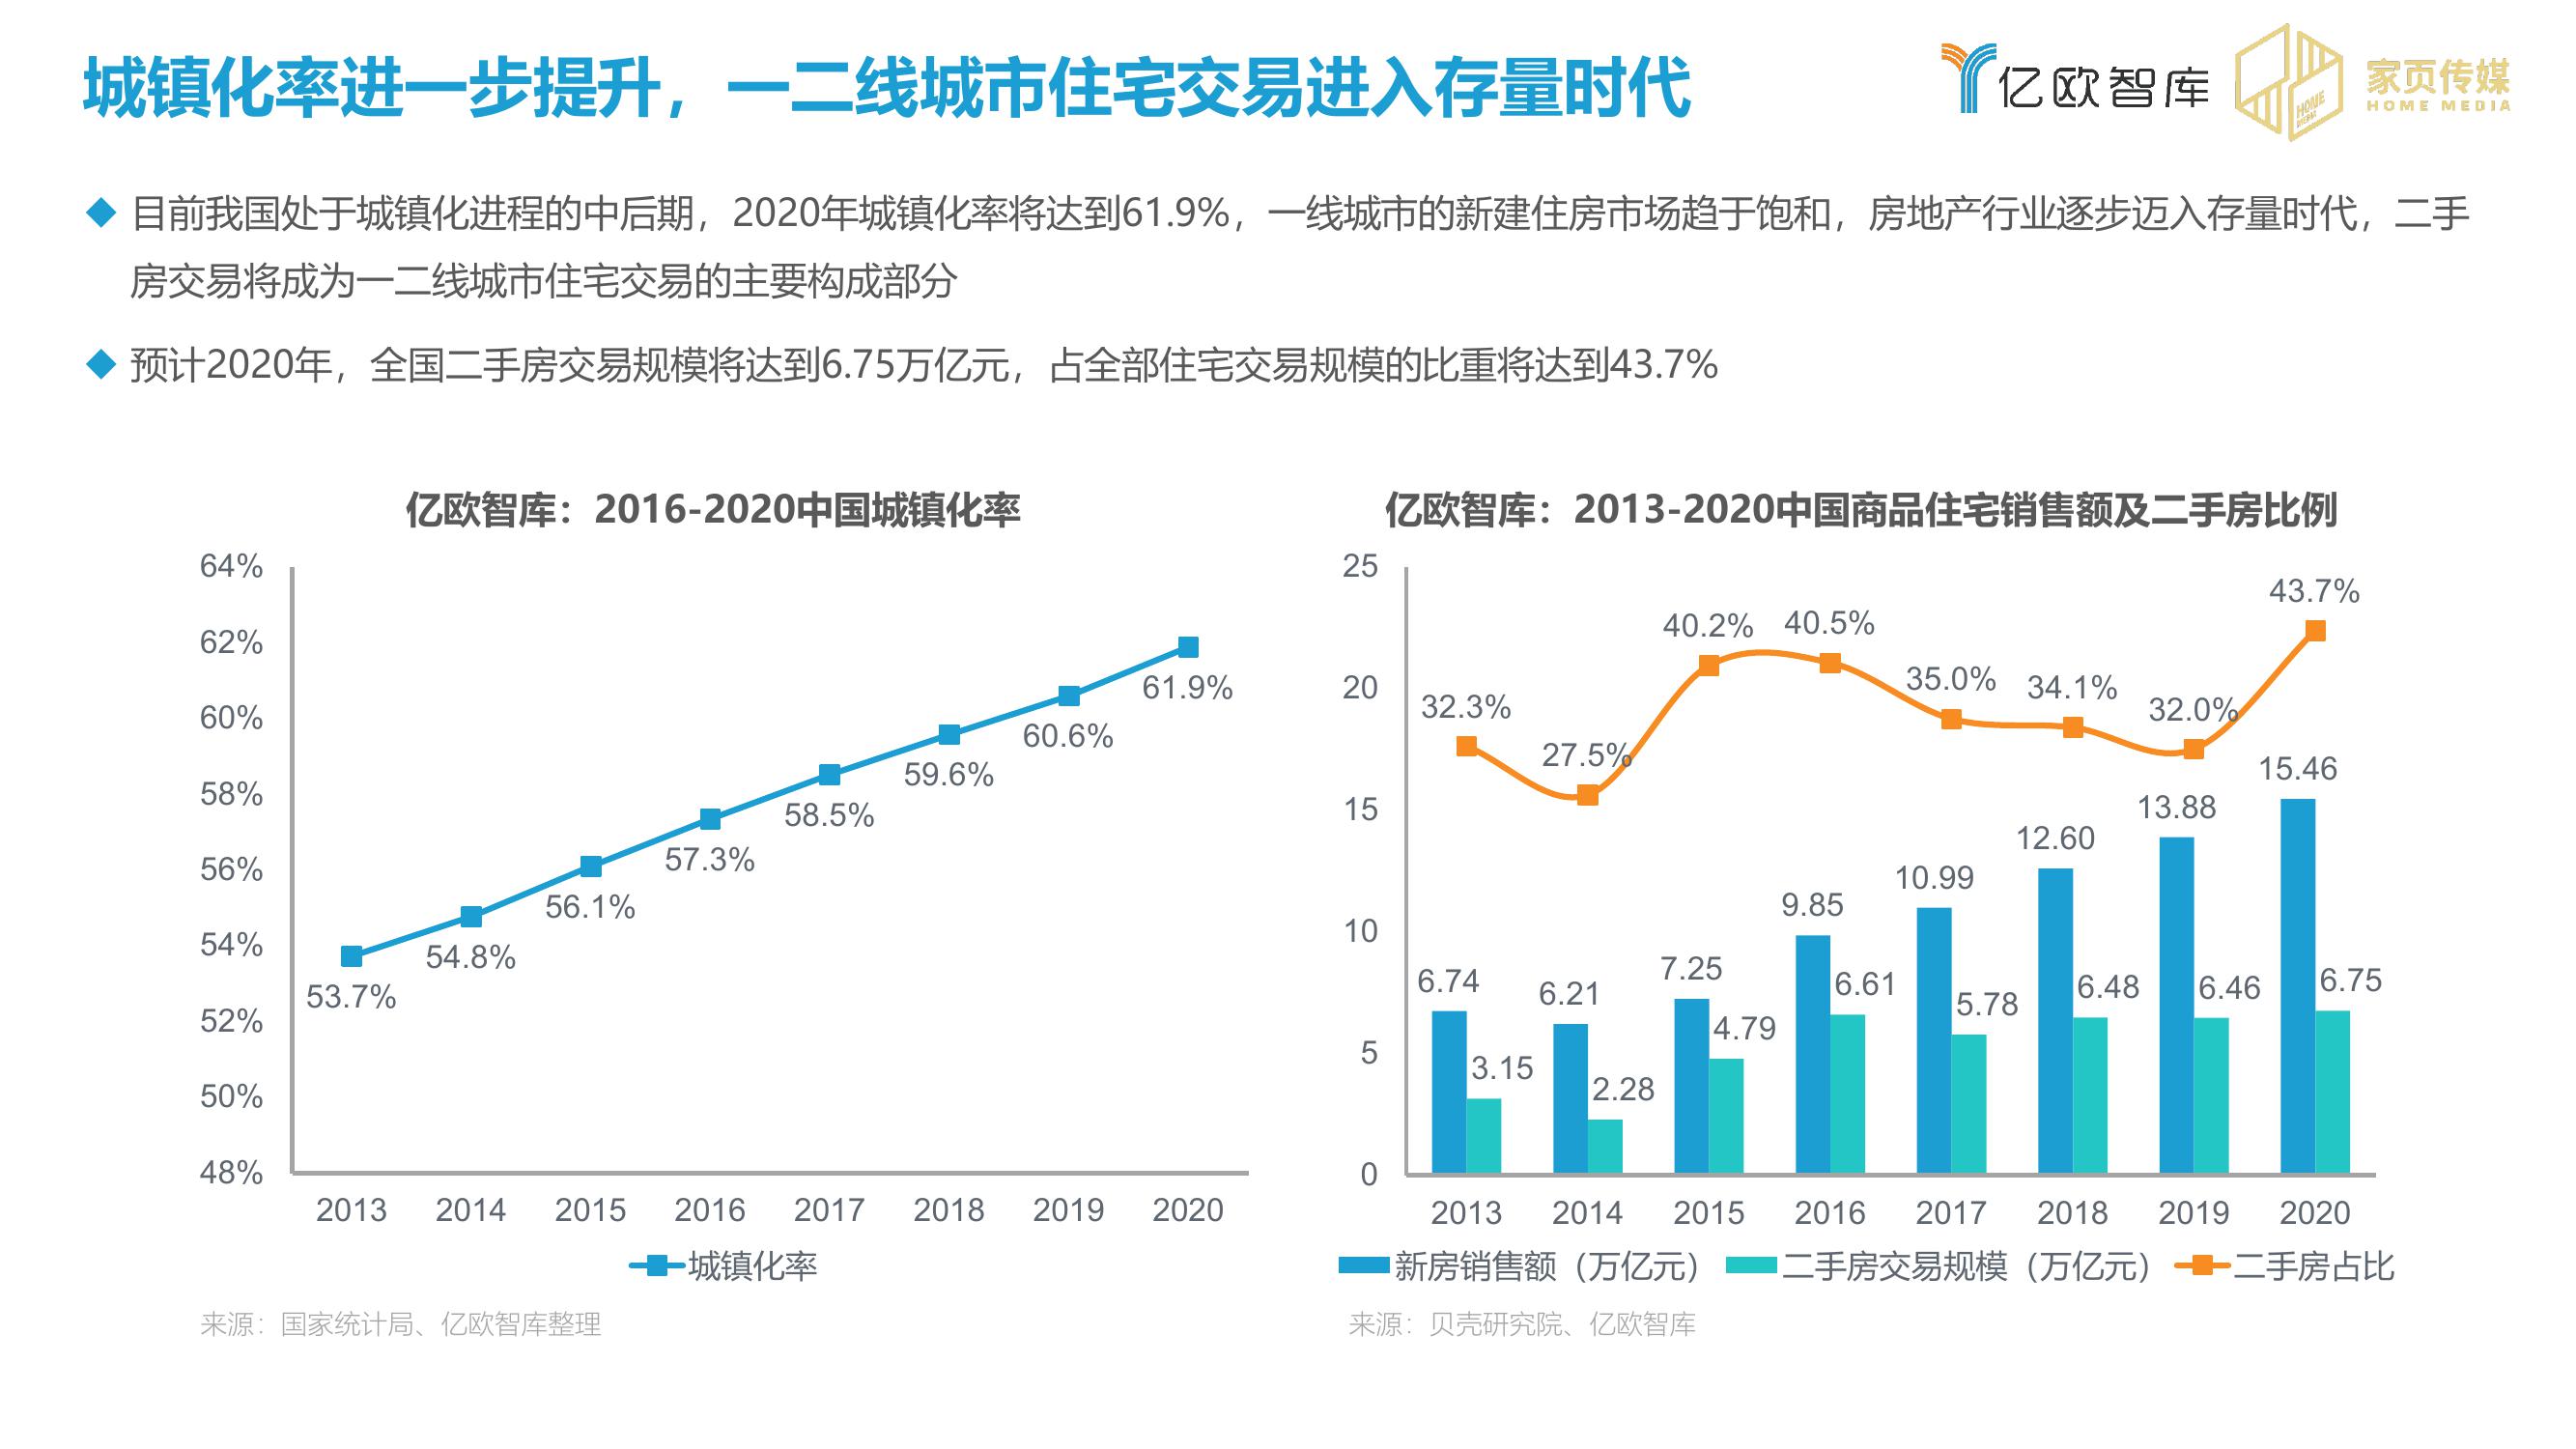 城镇化率进一步提升，一二线城市住宅交易进入存量时代
亿欧智库
家页传媒
HOME MEDIA
HOME
MEDIA
目前我国处于城镇化进程的中后期，2020年城镇化率将达到61.9%，一线城市的新建住房市场趋于饱和，房地产行业逐步迈入存量时代，二手
房交易将成为一二线城市住宅交易的主要构成部分
预计2020年，全国二手房交易规模将达到6.75万亿元，占全部住宅交易规模的比重将达到43.7%
亿欧智库：2016-2020中国城镇化率
64%
62%
60%
58%
56%
54%
52%
50%
48%
53.7%
54.8%
56.1%
57.3%
58.5%
59.6%
60.6%
61.9%
2013 2014 2015 2016 2017 2018 2019 2020
城镇化率
来源：国家统计局、亿欧智库整理
亿欧智库：2013-2020中国商品住宅销售额及二手房比例
25
20
15
10
5
0
32.3%
27.5%
40.2%
40.5%
35.0%
34.1%
32.0%
43.7%
6.74
6.21
7.25
9.85
10.99
12.60
13.88
15.46
3.15
2.28
4.79
6.61
5.78
6.48
6.46
6.75
2013 2014 2015 2016 2017 2018 2019 2020
新房销售额（万亿元） 二手房交易规模（万亿元） 二手房占比
来源：贝壳研究院、亿欧智库